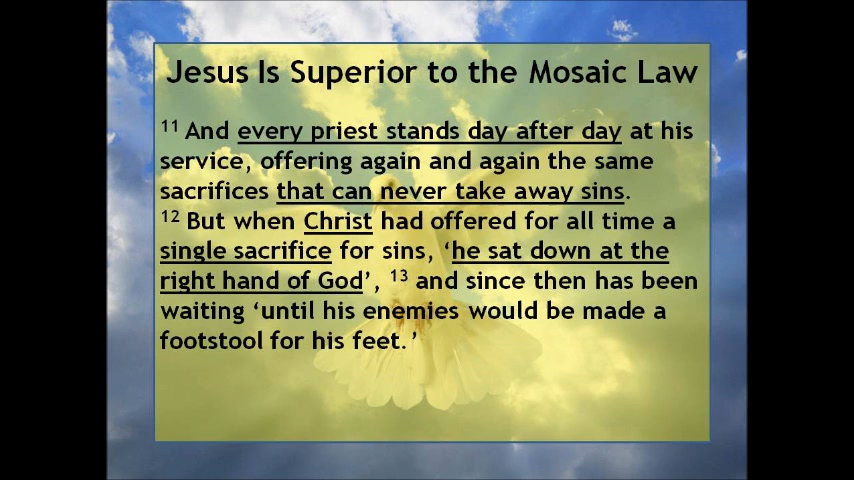 Jesus Is Superior to the Mosaic Law
11 And every priest stands day after day at his
service, offering again and again the same
sacrifices that can never take away sins.
12 But when Christ had offered for all time a
single sacrifice for sins, ‘he sat down at the
right hand of God’, 13 and since then has been
waiting ‘until his enemies would be made a
footstool for his feet.’